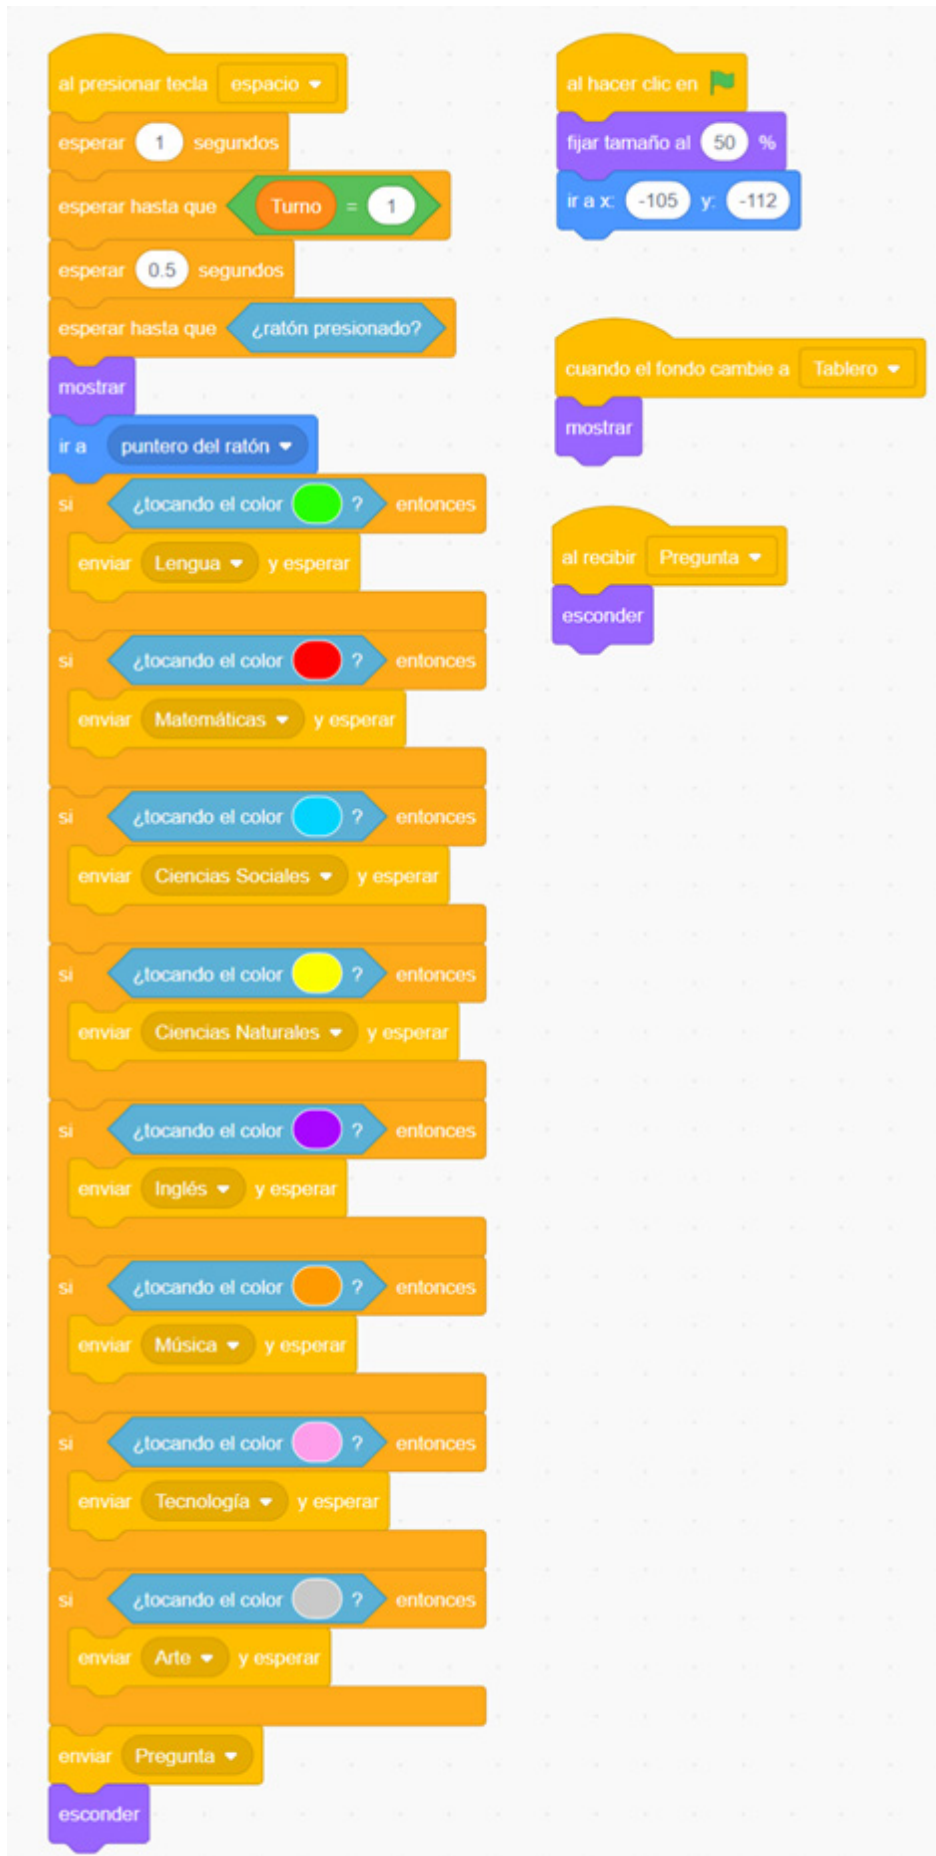 al presionar tecla espacio
esperar 1 segundos
esperar hasta que Turno = 1
esperar 0.5 segundos
esperar hasta que ¿ratón presionado?
mostrar
ir a puntero del ratón
si ¿tocando el color ? entonces
enviar Lengua y esperar
si ¿tocando el color ? entonces
enviar Matemáticas y esperar
si ¿tocando el color ? entonces
enviar Ciencias Sociales y esperar
si ¿tocando el color ? entonces
enviar Ciencias Naturales y esperar
si ¿tocando el color ? entonces
enviar Inglés y esperar
si ¿tocando el color ? entonces
enviar Música y esperar
si ¿tocando el color ? entonces
enviar Tecnología y esperar
si ¿tocando el color ? entonces
enviar Arte y esperar
enviar Pregunta
esconder
al hacer clic en
fijar tamaño al 50 %
ir a x: -105 y: -112
cuando el fondo cambie a Tablero
mostrar
al recibir Pregunta
esconder